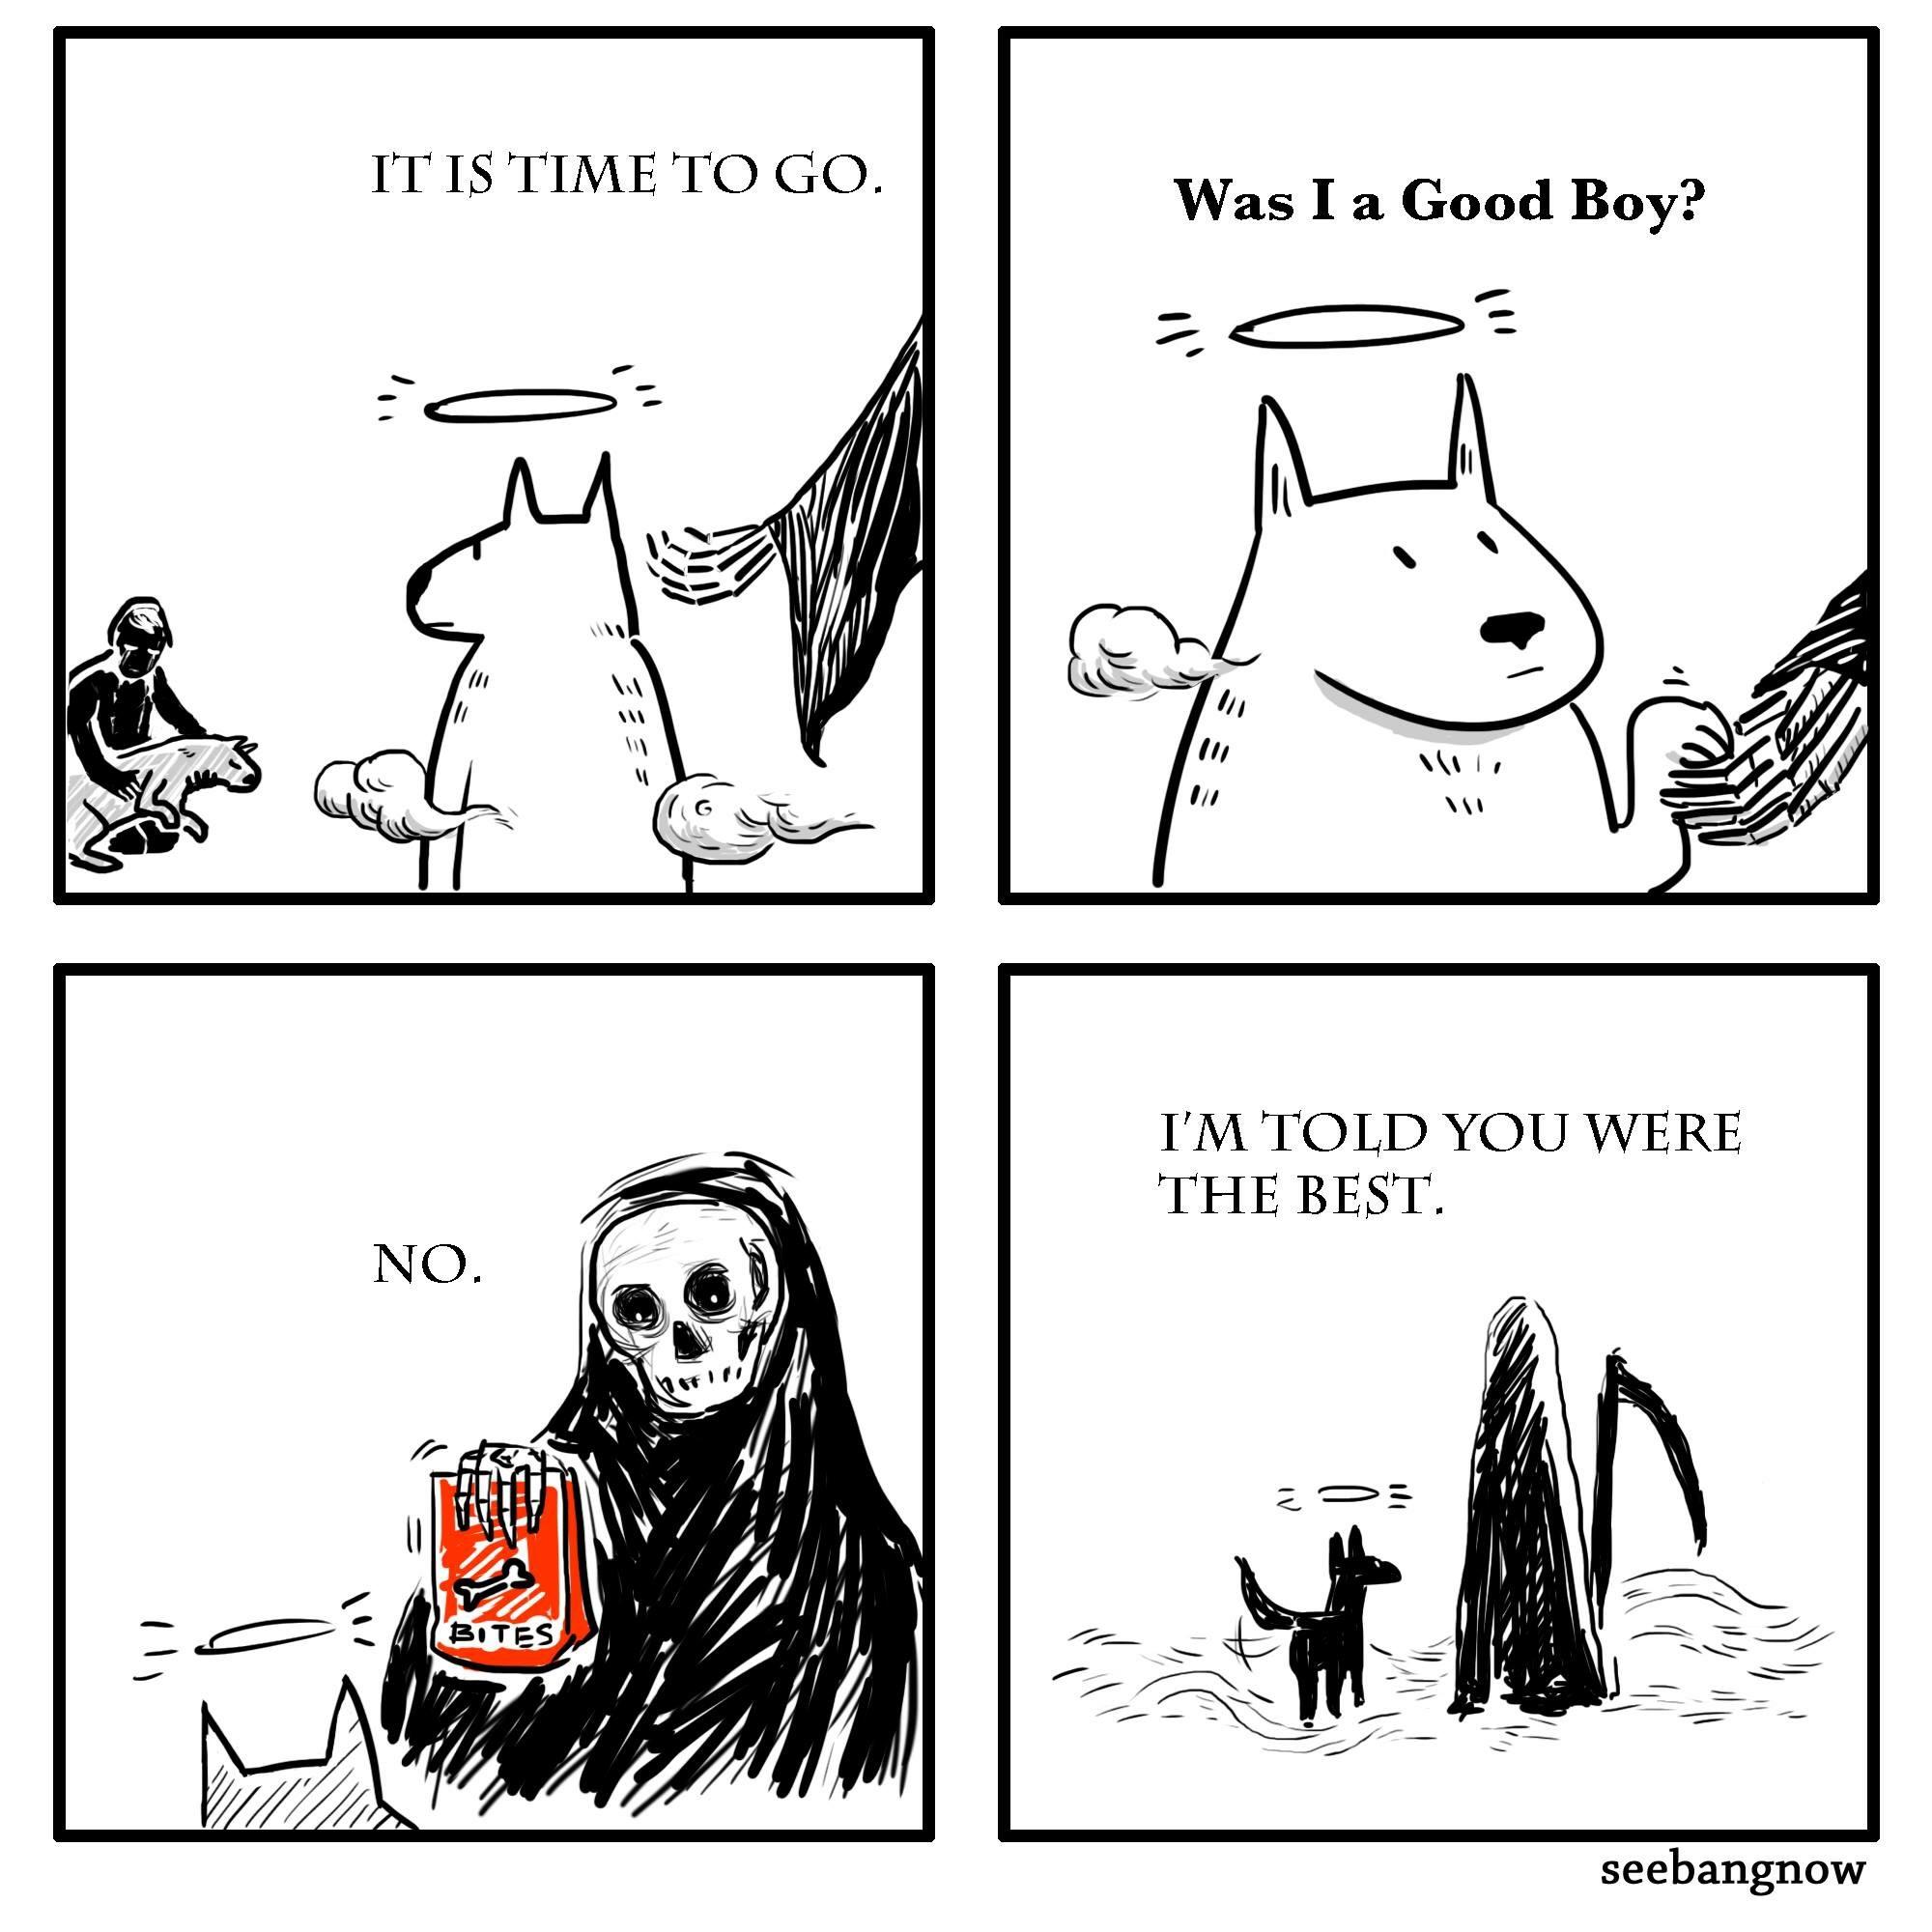 IT IS TIME TO GO.
Was I a Good Boy?
NO.
BITES
I'M TOLD YOU WERE
THE BEST.
seebangnow